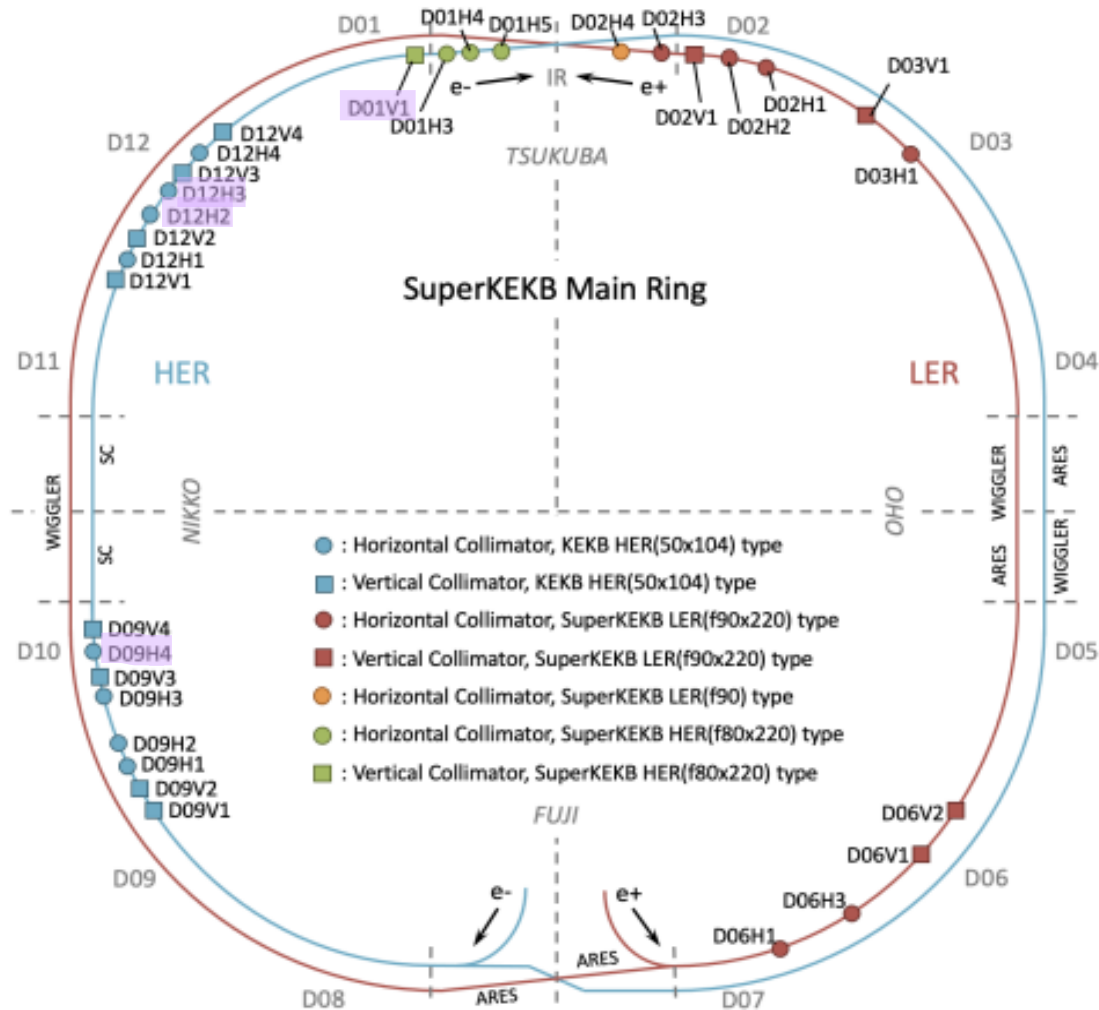 D01
D01H4
D01H5
D02H4
D02H3
D02
e-
IR
e+
D01V1
D01H3
D02V1
D02H2
D02H1
D03V1
D03
D03H1
TSUKUBA
D12
D12V4
D12H4
D12V3
D12H3
D12H2
D12V2
D12H1
D12V1
SuperKEKB Main Ring
D11
HER
LER
D04
WIGGLER
SC
SC
NIKKO
OHO
WIGGLER
ARES
ARES
WIGGLER
: Horizontal Collimator, KEKB HER(50x104) type
: Vertical Collimator, KEKB HER(50x104) type
: Horizontal Collimator, SuperKEKB LER(f90x220) type
: Vertical Collimator, SuperKEKB LER(f90x220) type
: Horizontal Collimator, SuperKEKB LER(f90) type
: Horizontal Collimator, SuperKEKB HER(f80x220) type
: Vertical Collimator, SuperKEKB HER(f80x220) type
D10
D09V4
D09H4
D09V3
D09H3
D09H2
D09H1
D09V2
D09V1
D05
FUJI
D06V2
D06V1
D06H3
D06H1
D09
D06
e-
e+
ARES
ARES
D08
D07